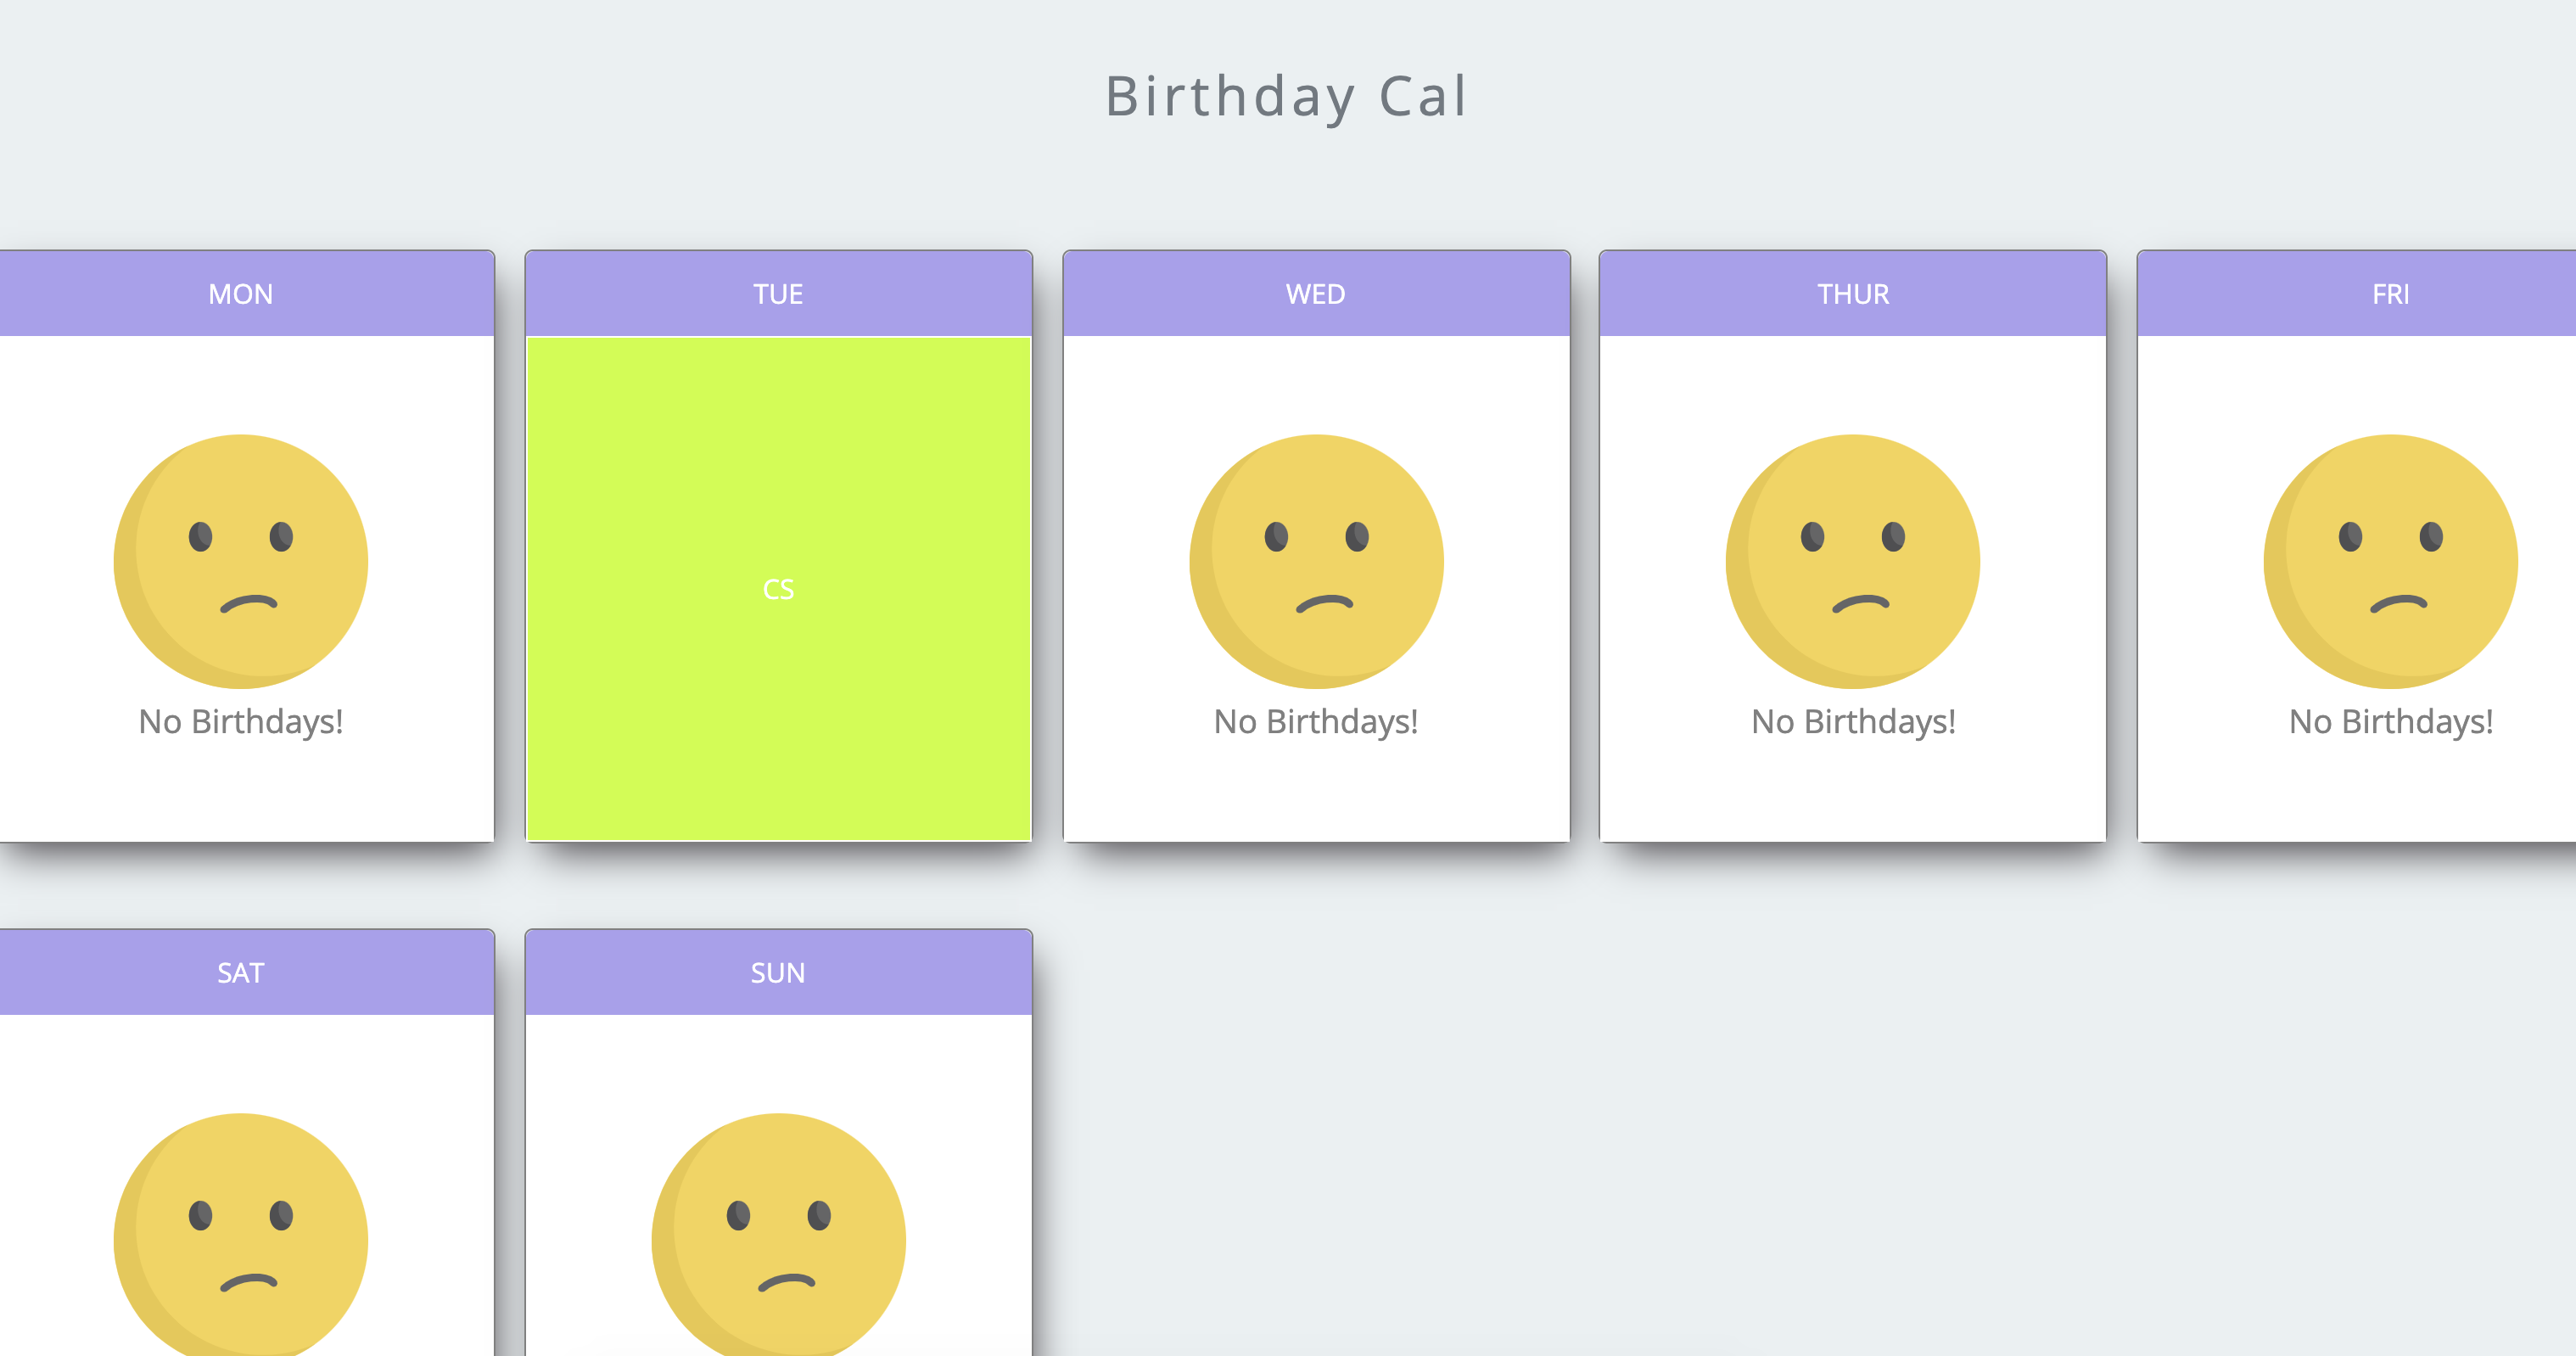 Birthday Cal
MON
TUE
WED
THUR
FRI
No Birthdays!
CS
No Birthdays!
No Birthdays!
No Birthdays!
SAT
SUN